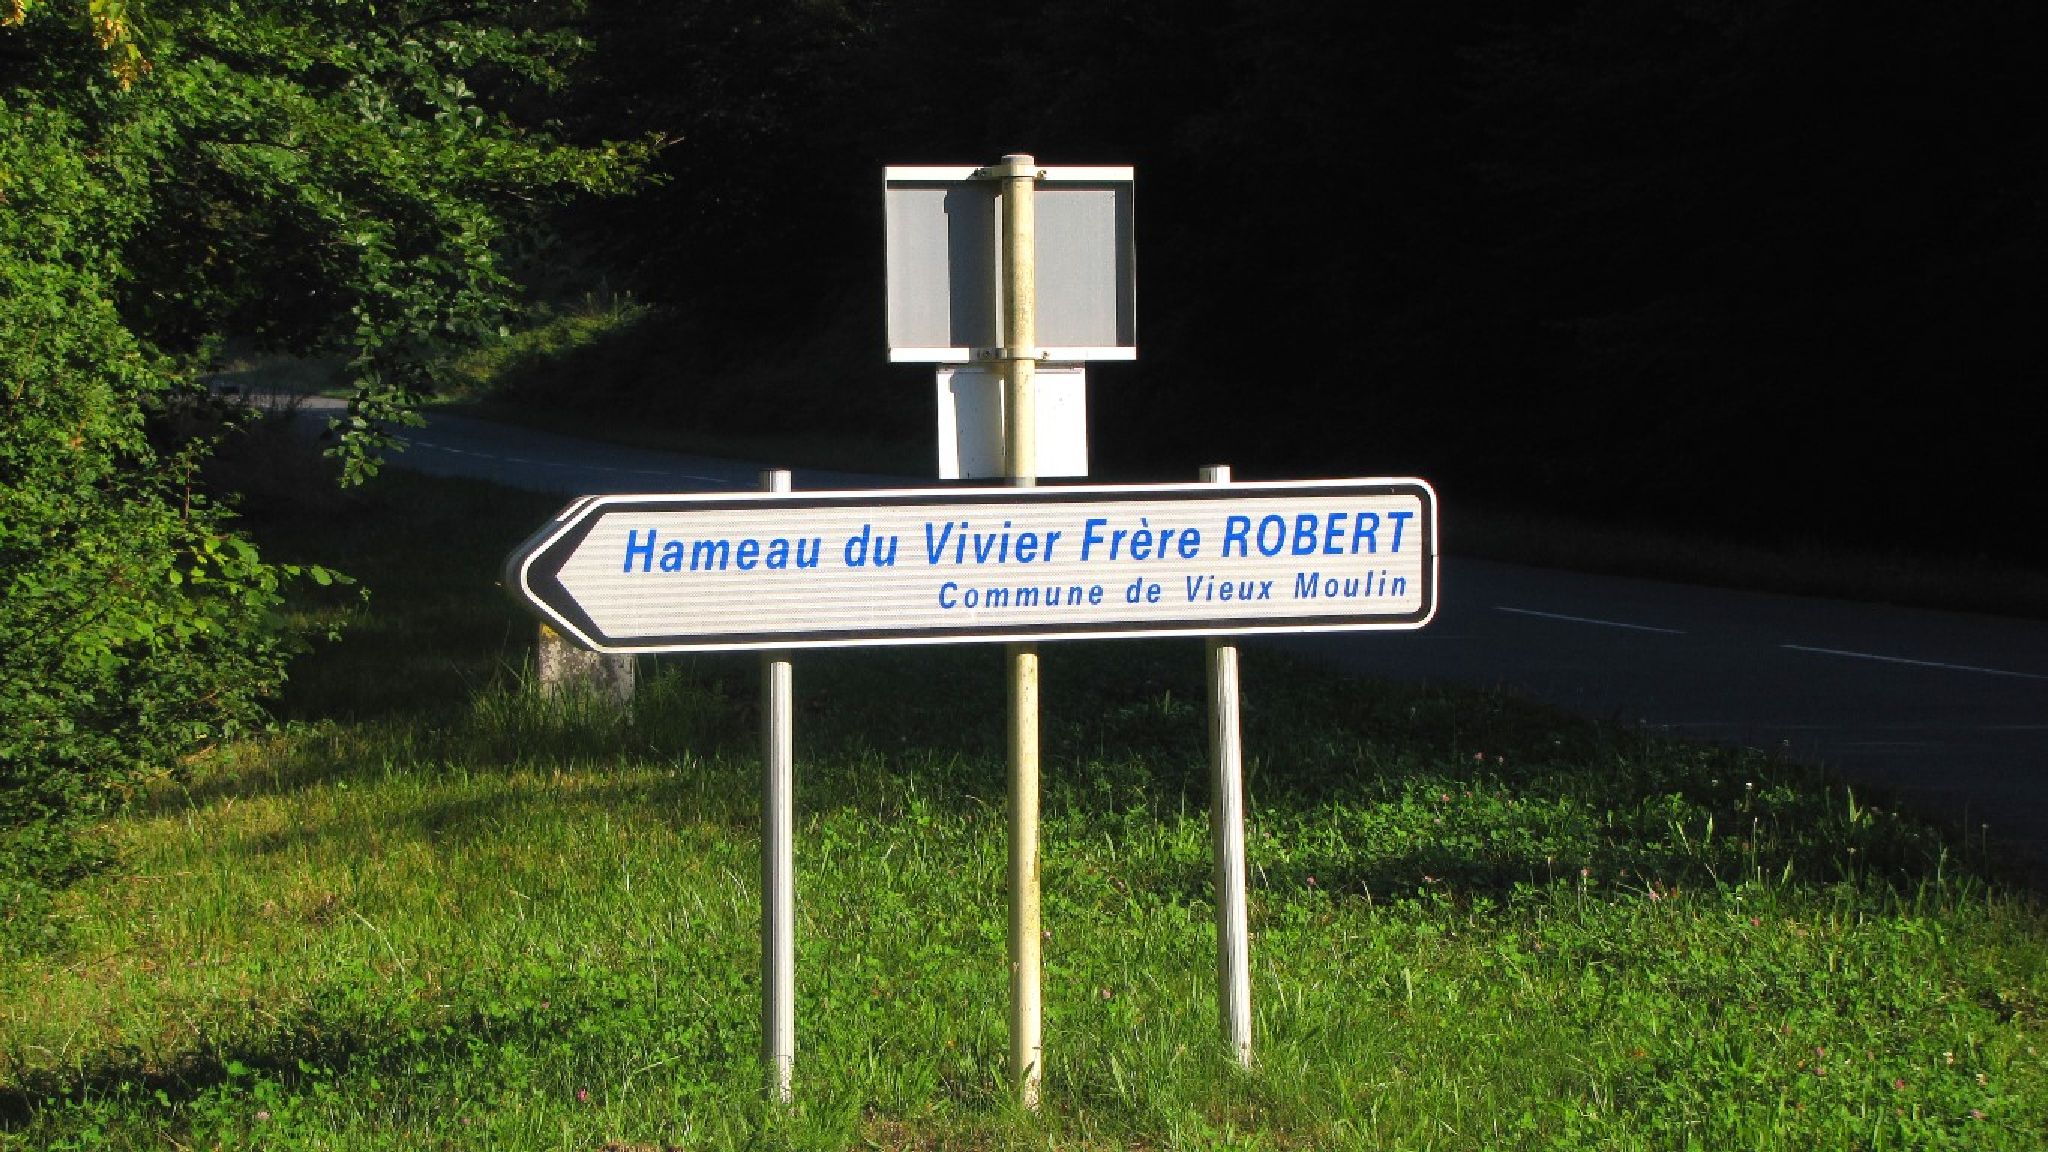 Hameau du Vivier Frère ROBERT
Commune de Vieux Moulin